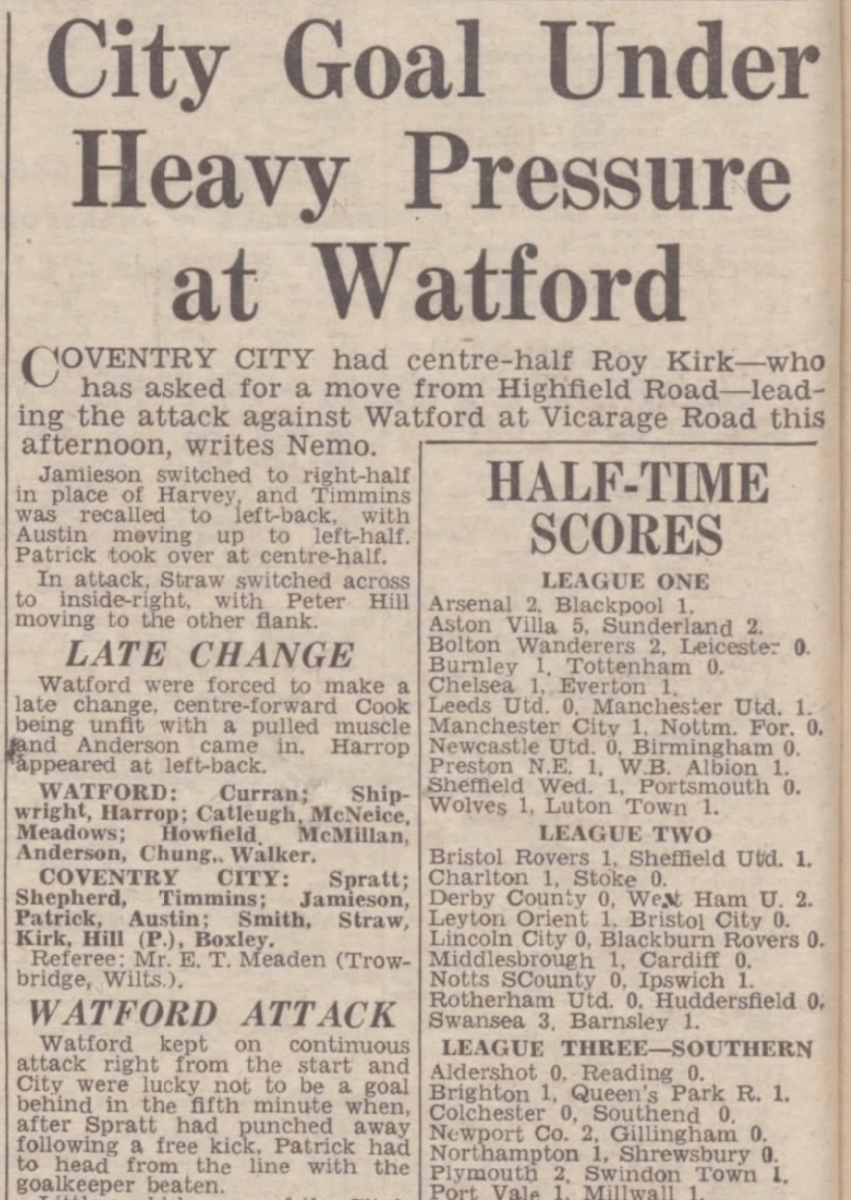 City Goal Under
Heavy Pressure
at Watford
COVENTRY CITY had centre-half Roy Kirk—who
has asked for a move from Highfield Road—lead-
ing the attack against Watford at Vicarage Road this
afternoon, writes Nemo.
Jamieson switched to right-half
in place of Harvey, and Timmins
was recalled to left-back, with
Austin moving up to left-half.
Patrick took over at centre-half.
In attack, Straw switched across
to inside-right, with Peter Hill
moving to the other flank.
LATE CHANGE
Watford were forced to make a
late change, centre-forward Cook
being unfit with a pulled muscle
and Anderson came in. Harrop
appeared at left-back.
WATFORD: Curran; Ship-
wright, Harrop; Catleugh, McNeice,
Meadows; Howfield, McMillan,
Anderson, Chung,. Walker.
COVENTRY CITY: Spratt;
Shepherd, Timmins; Jamieson,
Patrick, Austin; Smith, Straw,
Kirk, Hill (P.), Boxley.
Referee: Mr. E. T. Meaden (Trow-
bridge, Wilts.).
WATFORD ATTACK
Watford kept on continuous
attack right from the start and
City were lucky not to be a goal
behind in the fifth minute when,
after Spratt had punched away
following a free kick, Patrick had
to head from the line with the
goalkeeper beaten.
HALF-TIME
SCORES
LEAGUE ONE
Arsenal 2, Blackpool 1.
Aston Villa 5, Sunderland 2.
Bolton Wanderers 2, Leicester 0.
Burnley 1, Tottenham 0.
Chelsea 1, Everton 1.
Leeds Utd. 0, Manchester Utd. 1.
Manchester City 1, Nottm. For. 0.
Newcastle Utd. 0, Birmingham 0.
Preston N.E. 1, W.B. Albion 1.
Sheffield Wed. 1, Portsmouth 0.
Wolves 1, Luton Town 1.
LEAGUE TWO
Bristol Rovers 1, Sheffield Utd. 1.
Charlton 1, Stoke 0.
Derby County 0, West Ham U. 2.
Leyton Orient 1, Bristol City 0.
Lincoln City 0, Blackburn Rovers 0.
Middlesbrough 1, Cardiff 0.
Notts SCounty 0, Ipswich 1.
Rotherham Utd. 0, Huddersfield 0.
Swansea 3, Barnsley 1.
LEAGUE THREE—SOUTHERN
Aldershot 0, Reading 0.
Brighton 1, Queen's Park R. 1.
Colchester 0, Southend 0.
Newport Co. 2, Gillingham 0.
Northampton 1, Shrewsbury 0.
Plymouth 2, Swindon Town 1.
Port Vale 1, Millwall 1.